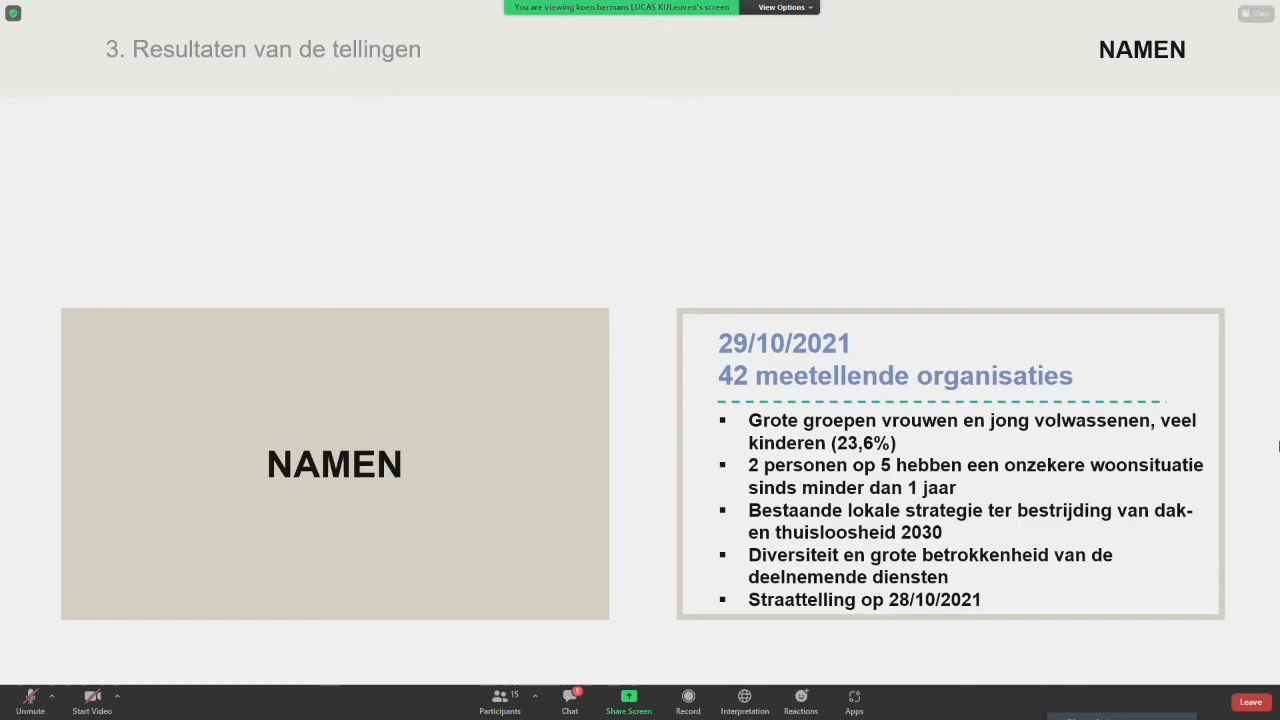 You are viewing koen hermans LUCAS KULeuven's screen
View Options
View
3. Resultaten van de tellingen
NAMEN
NAMEN
29/10/2021
42 meetellende organisaties
▪ Grote groepen vrouwen en jong volwassenen, veel
kinderen (23,6%)
▪ 2 personen op 5 hebben een onzekere woonsituatie
sinds minder dan 1 jaar
▪ Bestaande lokale strategie ter bestrijding van dak-
en thuisloosheid 2030
▪ Diversiteit en grote betrokkenheid van de
deelnemende diensten
▪ Straattelling op 28/10/2021
Unmute
Start Video
15
Participants
1
Chat
Share Screen
Record
Interpretation
Reactions
Apps
Leave